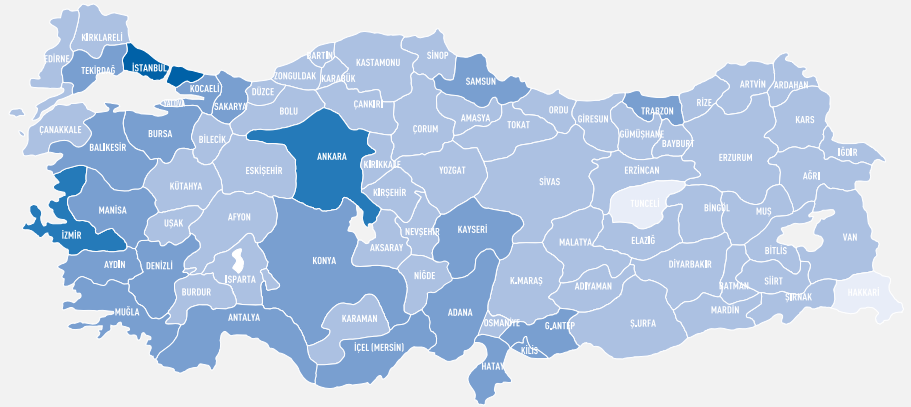 KIRKLARELİ
EDİRNE
TEKİRDAĞ
İSTANBUL
KOCAELİ
YALOVA
SAKARYA
DÜZCE
ZONGULDAK
BARTIN
KARABÜK
KASTAMONU
SİNOP
SAMSUN
BOLU
ÇANKIRI
ÇORUM
AMASYA
TOKAT
ORDU
GİRESUN
TRABZON
RİZE
ARTVİN
ARDAHAN
KARS
GÜMÜŞHANE
BAYBURT
ERZURUM
IĞDIR
AĞRI
ÇANAKKALE
BALIKESİR
BURSA
BİLECİK
ESKİŞEHİR
ANKARA
KIRIKKALE
YOZGAT
SİVAS
ERZİNCAN
TUNCELİ
BİNGÖL
MUŞ
VAN
KÜTAHYA
MANİSA
UŞAK
AFYON
KIRŞEHİR
NEVŞEHİR
KAYSERİ
MALATYA
ELAZIĞ
BİTLİS
İZMİR
AYDIN
DENİZLİ
ISPARTA
BURDUR
KONYA
AKSARAY
NİĞDE
K.MARAŞ
ADIYAMAN
DİYARBAKIR
BATMAN
SİİRT
ŞIRNAK
HAKKARİ
MARDİN
MUĞLA
ANTALYA
KARAMAN
İÇEL (MERSİN)
ADANA
OSMANİYE
G.ANTEP
KİLİS
Ş.URFA
HATAY